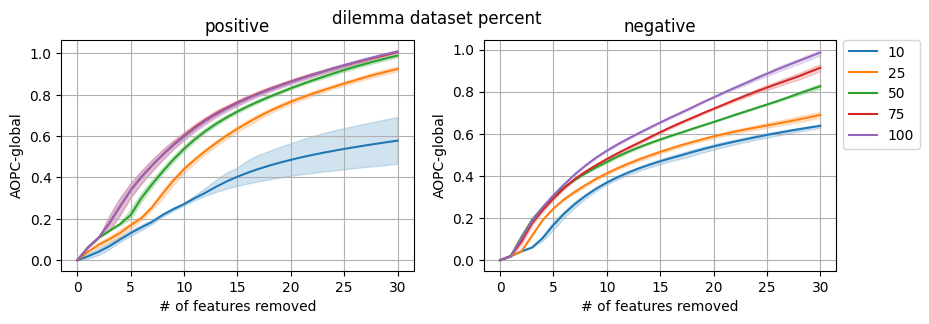 dilemma dataset percent
positive
AOPC-global
1.0
0.8
0.6
0.4
0.2
0.0
0 5 10 15 20 25 30
# of features removed
negative
AOPC-global
1.0
0.8
0.6
0.4
0.2
0.0
0 5 10 15 20 25 30
# of features removed
10
25
50
75
100